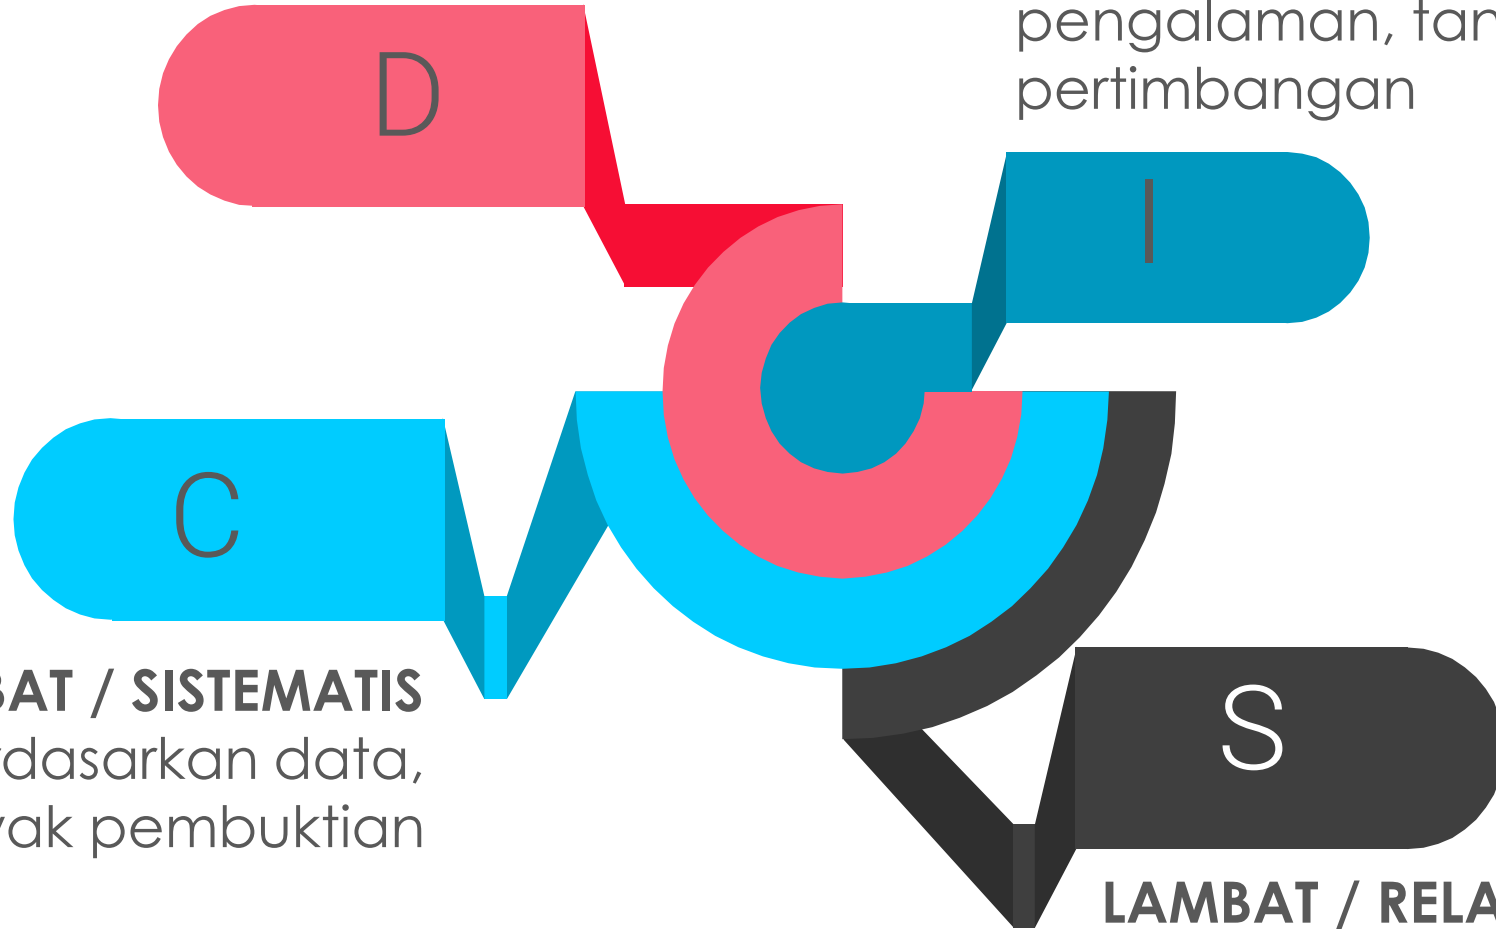 D
pengalaman,
pertimbangan
I
C
/ SISTEMATIS
data,
pembuktian
S
LAMBAT /